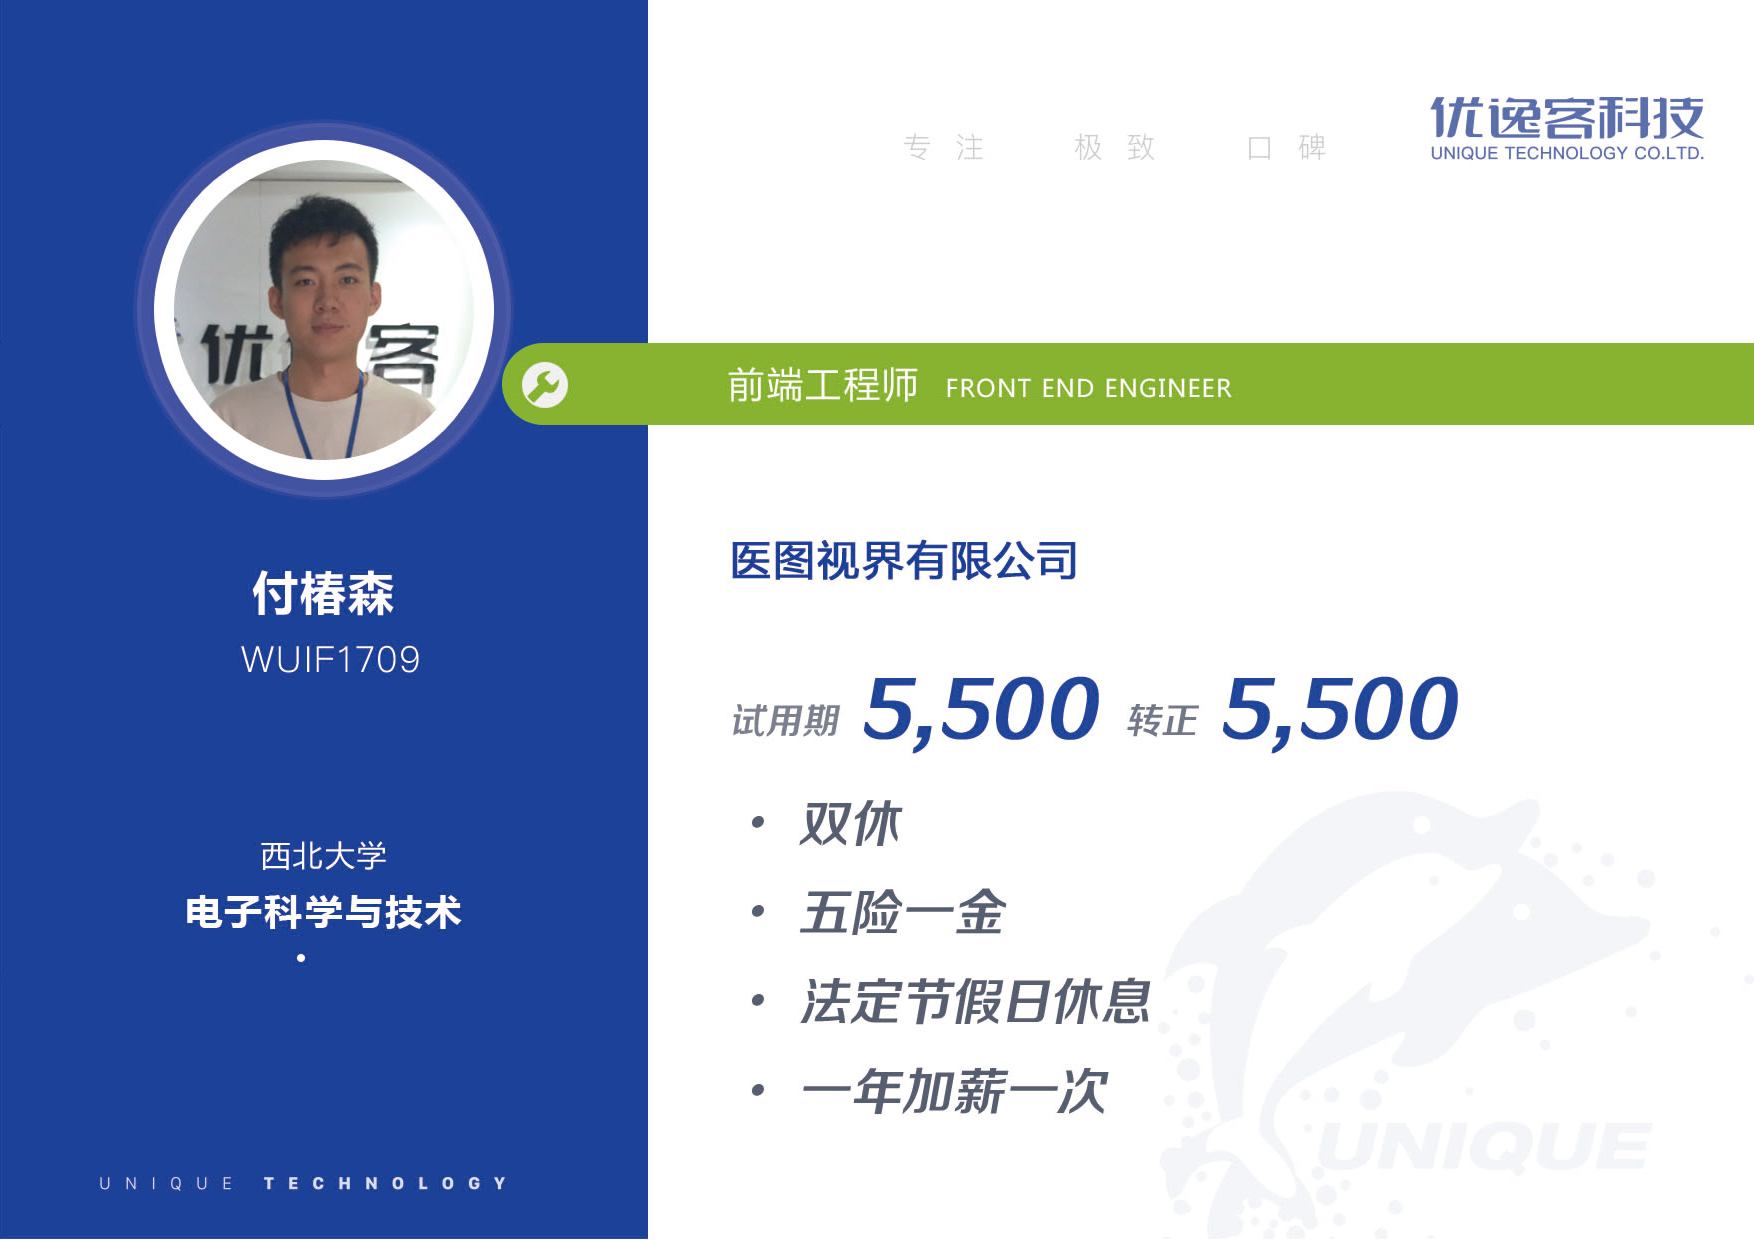 优逸客科技
UNIQUE TECHNOLOGY CO.LTD.
专注 极致 口碑
优 客
前端工程师 FRONT END ENGINEER
付椿森
WUIF1709
西北大学
电子科学与技术
UNIQUE TECHNOLOGY
医图视界有限公司
试用期 5,500 转正 5,500
• 双休
• 五险一金
• 法定节假日休息
• 一年加薪一次
UNIQUE